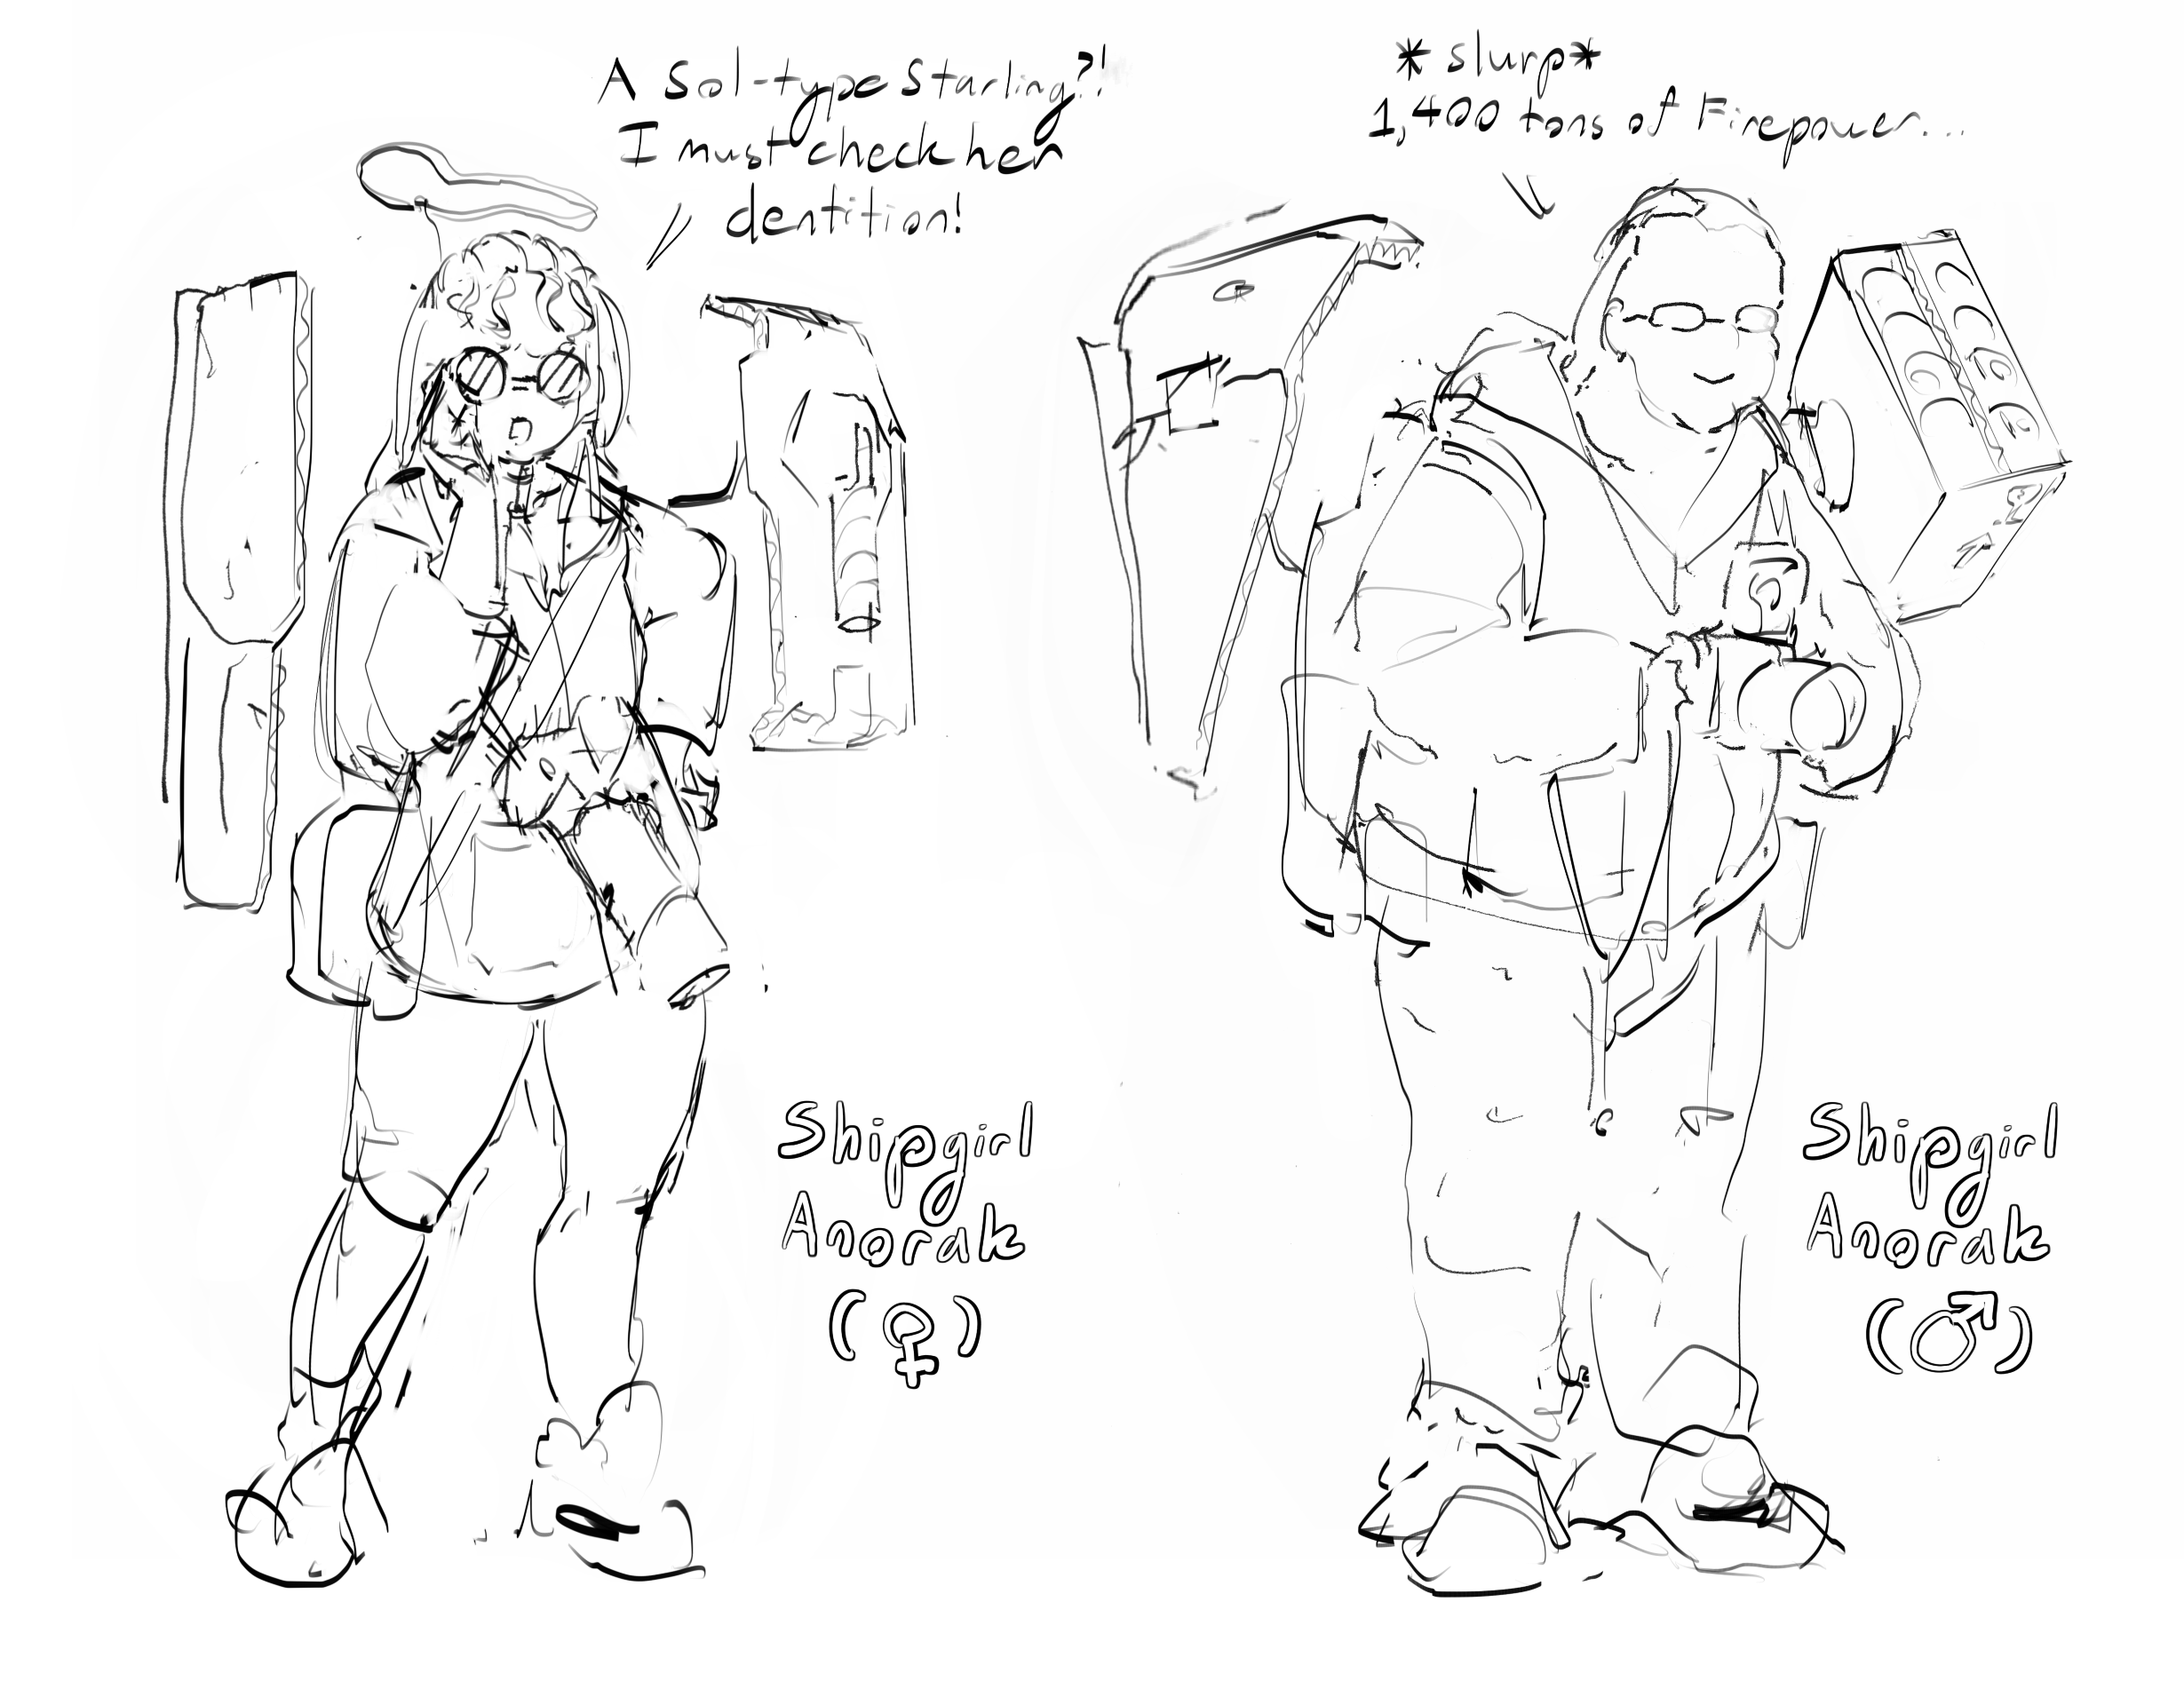 A Sol-type Starling?!
I must check her
dentition!
*slurp*
1,400 tons of Firepower...
Shipgirl
Anorak
(♀)
Shipgirl
Anorak
(♂)